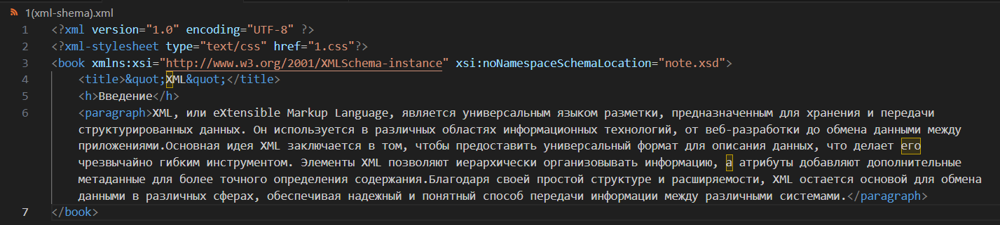 1(xml-shema).xml
1 <?xml version="1.0" encoding="UTF-8" ?>
2 <?xml-stylesheet type="text/css" href="1.css"?>
3 <book xmlns:xsi="http://www.w3.org/2001/XMLSchema-instance" xsi:noNamespaceSchemaLocation="note.xsd">
4 <title>&quot;XML&quot;</title>
5 <h>Введение</h>
6 <paragraph>XML, или eXtensible Markup Language, является универсальным языком разметки, предназначенным для хранения и передачи
структурированных данных. Он используется в различных областях информационных технологий, от веб-разработки до обмена данными между
приложениями.Основная идея XML заключается в том, чтобы предоставить универсальный формат для описания данных, что делает его
чрезвычайно гибким инструментом. Элементы XML позволяют иерархически организовывать информацию, а атрибуты добавляют дополнительные
метаданные для более точного определения содержания.Благодаря своей простой структуре и расширяемости, XML остается основой для обмена
данными в различных сферах, обеспечивая надежный и понятный способ передачи информации между различными системами.</paragraph>
7 </book>